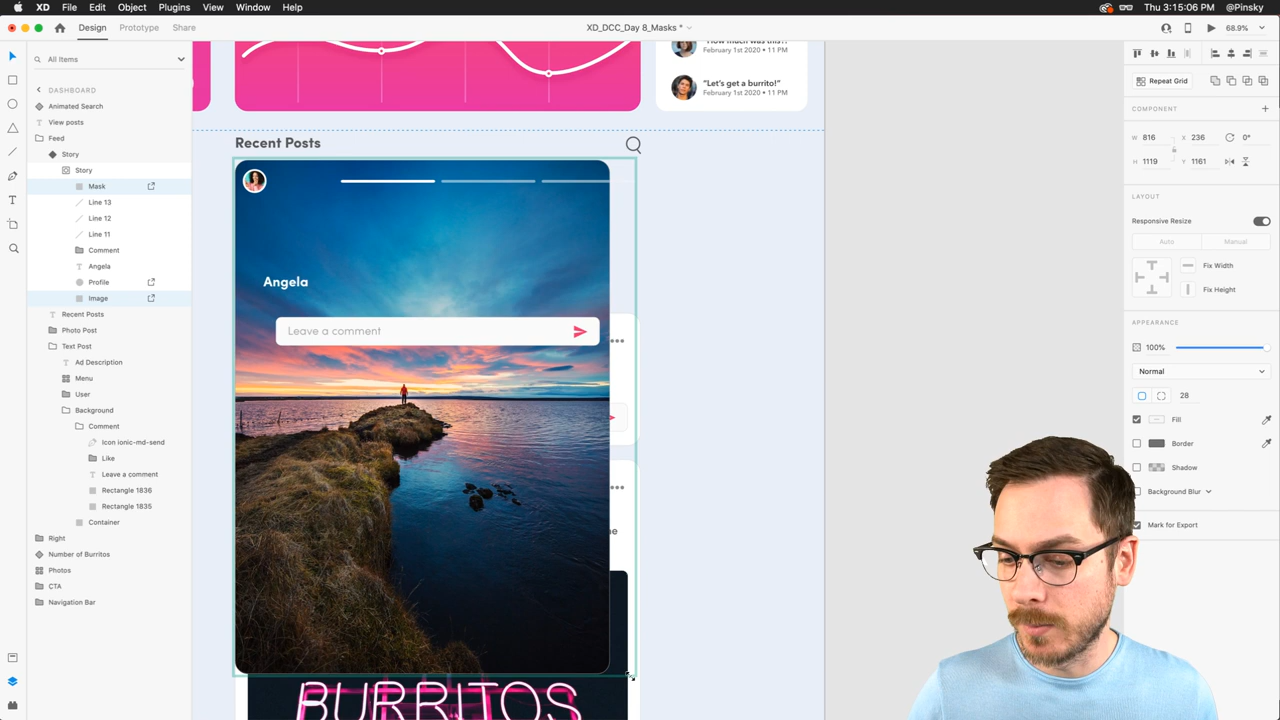 XD File Edit Object Plugins View Window Help
Thu 5:23 PM @Pinsky
Design Prototype Share
XD_DCC_Day 8_Masks *
68.9%
All Items
DASHBOARD
Animated Search
View posts
Feed
Story
Story
Mask
Line 13
Line 12
Line 11
Comment
Angela
Profile
Image
Recent Posts
Photo Post
Text Post
Ad Description
Menu
User
Background
Comment
Icon ionic-md-send
Like
Leave a comment
Rectangle 1836
Rectangle 1835
Container
Right
Number of Burritos
Photos
CTA
Navigation Bar
"How much was this?"
February 1st 2020 • 11 PM
"Let's get a burrito!"
February 1st 2020 • 11 PM
Recent Posts
Angela
Leave a comment
BURRITOS
Repeat Grid
COMPONENT
W 816 X 236 0°
H 1119 Y 1161
LAYOUT
Responsive Resize
Auto Manual
Fix Width
Fix Height
APPEARANCE
100%
Normal
28
Fill
Border
Shadow
Background Blur
Mark for Export